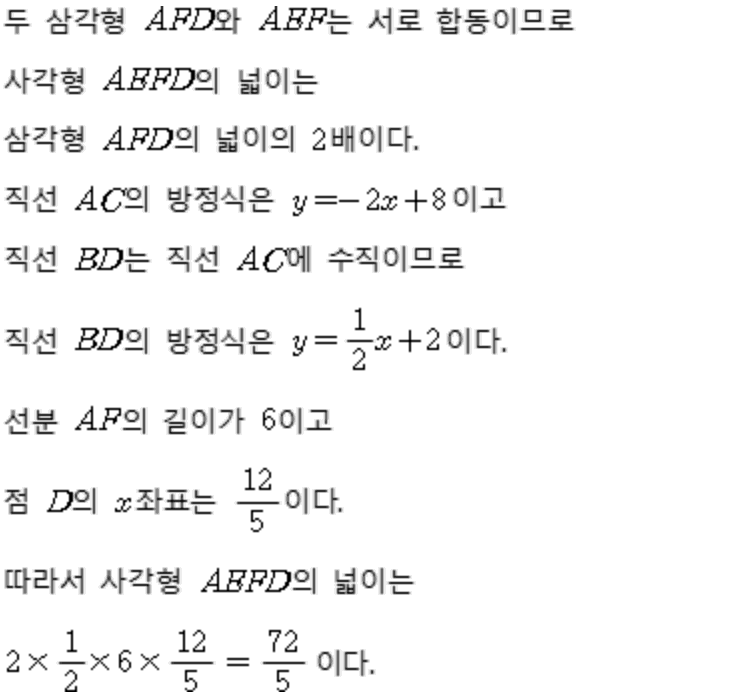 두 삼각형 AFD와 AEF는 서로 합동이므로
사각형 AEFD의 넓이는
삼각형 AFD의 넓이의 2배이다.
직선 AC의 방정식은 y=-2x+8이고
직선 BD는 직선 AC에 수직이므로
직선 BD의 방정식은 y=1/2x+2이다.
선분 AF의 길이가 6이고
점 D의 x좌표는 12/5이다.
따라서 사각형 AEFD의 넓이는
2×1/2×6×12/5=72/5 이다.